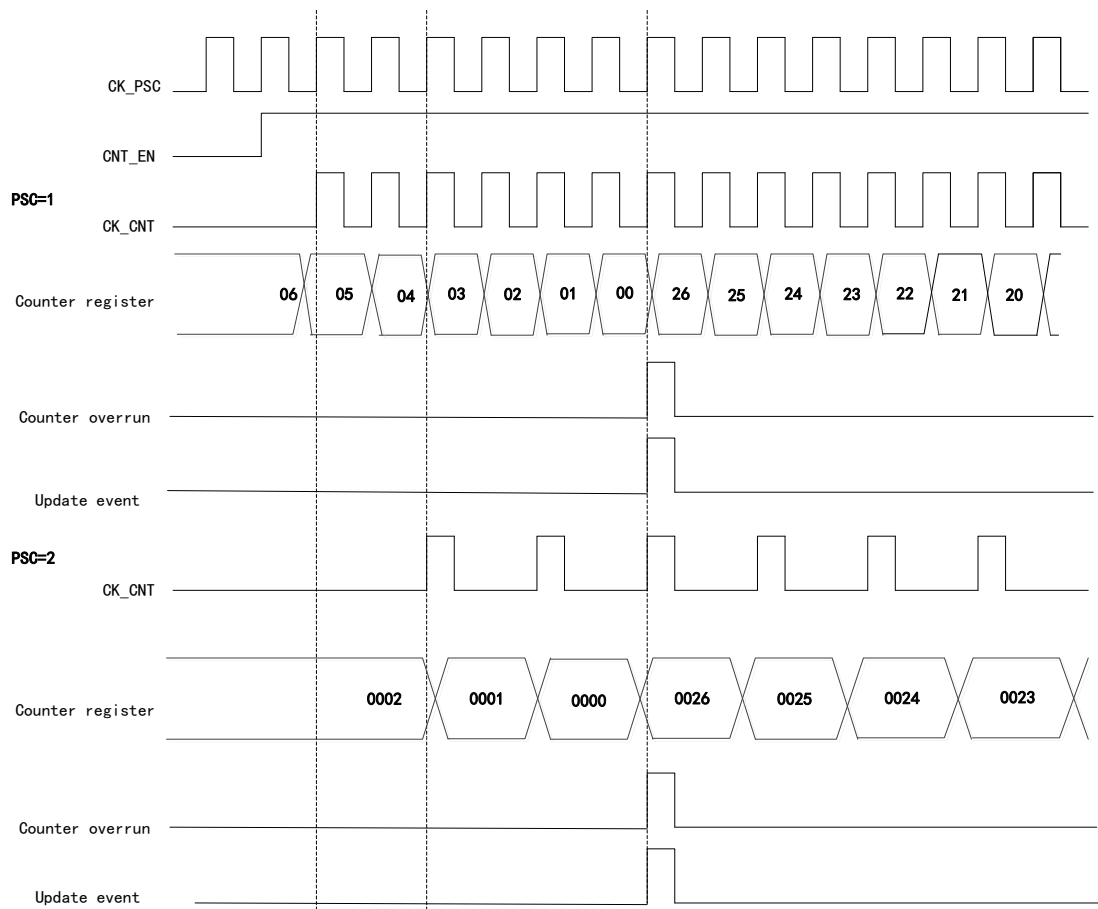 CK_PSC
CNT_EN
PSC=1
CK_CNT
Counter register 06 05 04 03 02 01 00 26 25 24 23 22 21 20
Counter overrun
Update event
PSC=2
CK_CNT
Counter register 0002 0001 0000 0026 0025 0024 0023
Counter overrun
Update event